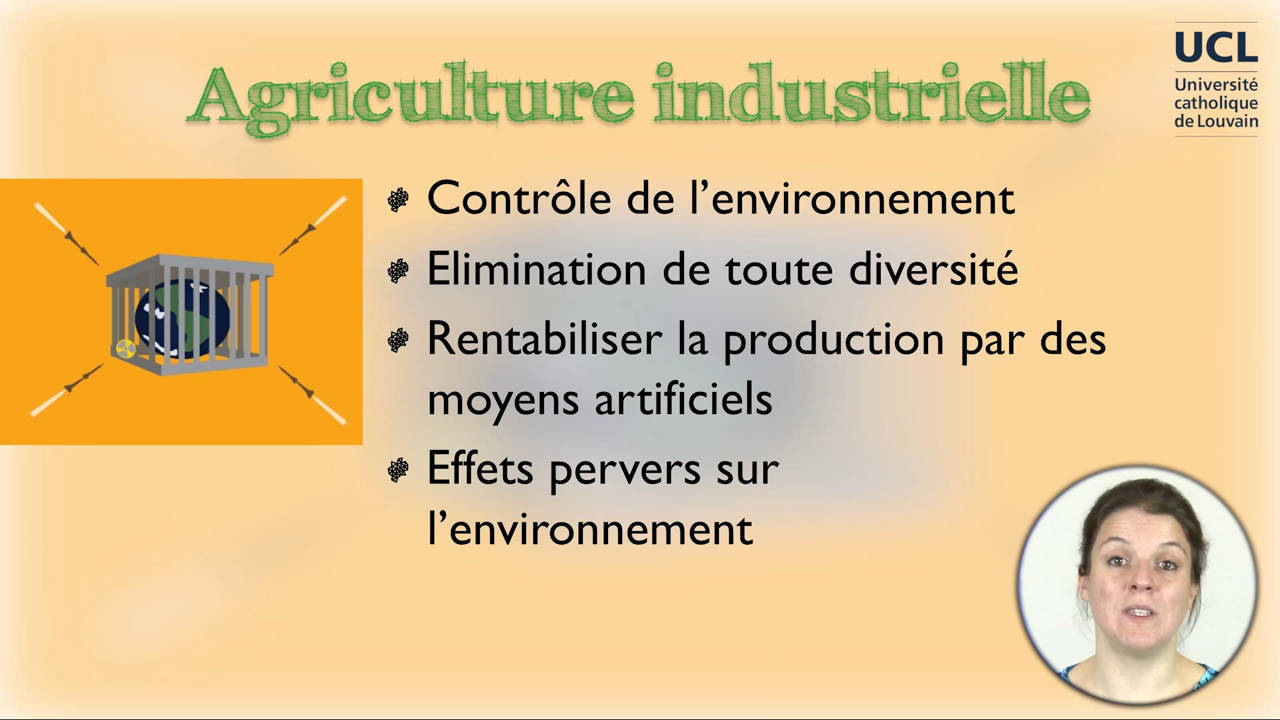 UCL
Université
catholique
de Louvain
Agriculture industrielle
Contrôle de l’environnement
Elimination de toute diversité
Rentabiliser la production par des
moyens artificiels
Effets pervers sur
l’environnement